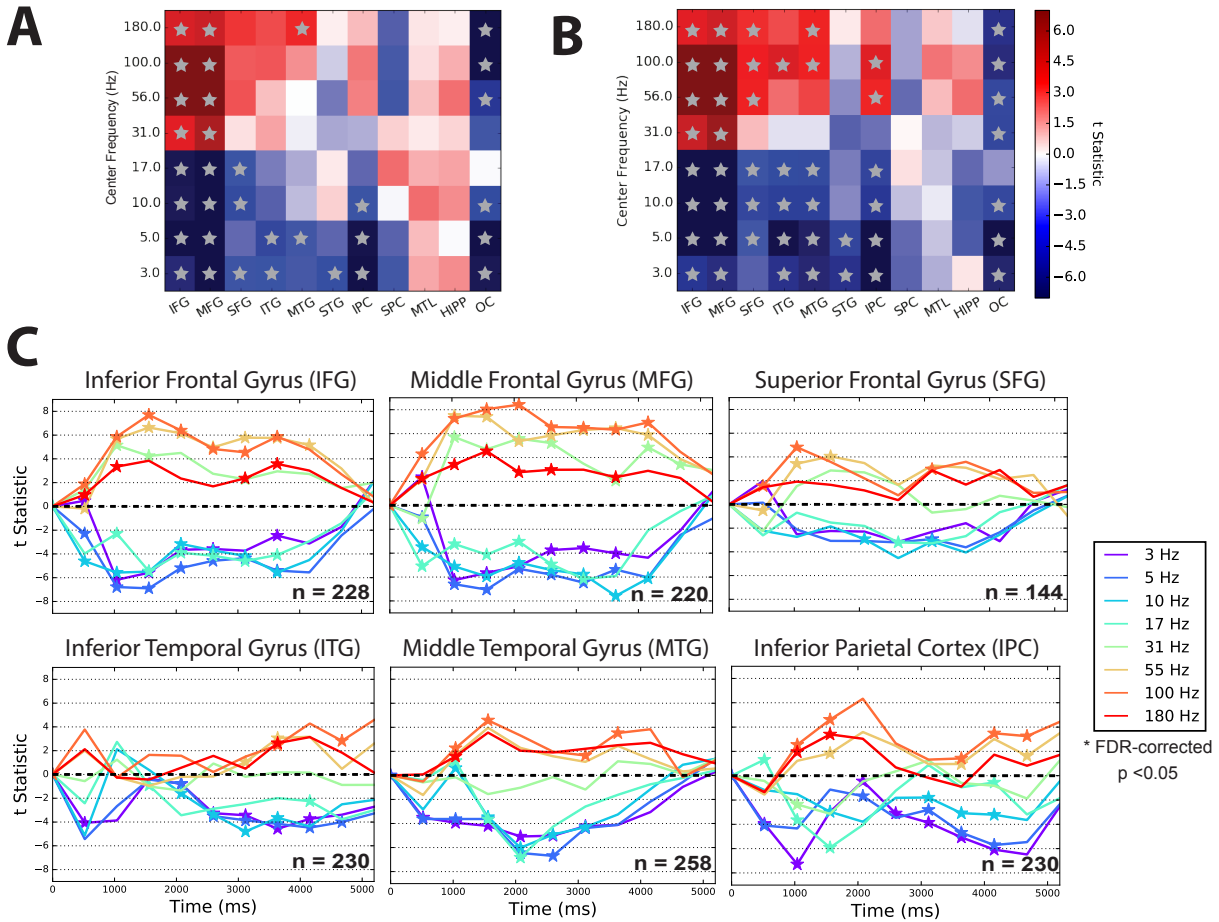 A
B
180.0
100.0
56.0
31.0
17.0
10.0
5.0
3.0
Center Frequency (Hz)
IFG
MFG
SFG
ITG
MTG
STG
IPC
SPC
MTL
HIPP
OC
180.0
100.0
56.0
31.0
17.0
10.0
5.0
3.0
Center Frequency (Hz)
IFG
MFG
SFG
ITG
MTG
STG
IPC
SPC
MTL
HIPP
OC
6.0
4.5
3.0
1.5
0.0
−1.5
−3.0
−4.5
−6.0
t Statistic
C
Inferior Frontal Gyrus (IFG)
Middle Frontal Gyrus (MFG)
Superior Frontal Gyrus (SFG)
8
6
4
2
0
−2
−4
−6
−8
t Statistic
n = 228
n = 220
n = 144
Inferior Temporal Gyrus (ITG)
Middle Temporal Gyrus (MTG)
Inferior Parietal Cortex (IPC)
8
6
4
2
0
−2
−4
−6
−8
t Statistic
n = 230
n = 258
n = 230
0 1000 2000 3000 4000 5000
0 1000 2000 3000 4000 5000
0 1000 2000 3000 4000 5000
Time (ms)
Time (ms)
Time (ms)
3 Hz
5 Hz
10 Hz
17 Hz
31 Hz
55 Hz
100 Hz
180 Hz
* FDR-corrected
p <0.05